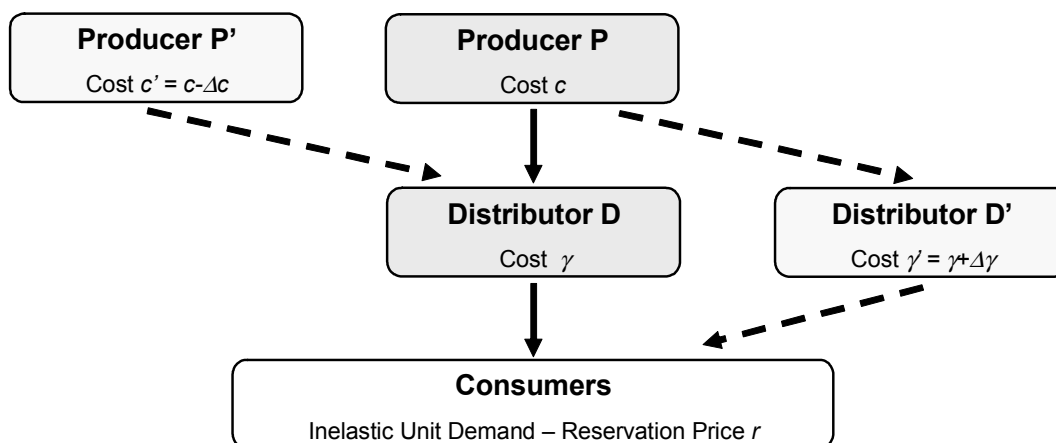 Producer P’
Cost c’ = c-Δc
Producer P
Cost c
Distributor D
Cost γ
Distributor D’
Cost γ’ = γ+Δγ
Consumers
Inelastic Unit Demand – Reservation Price r